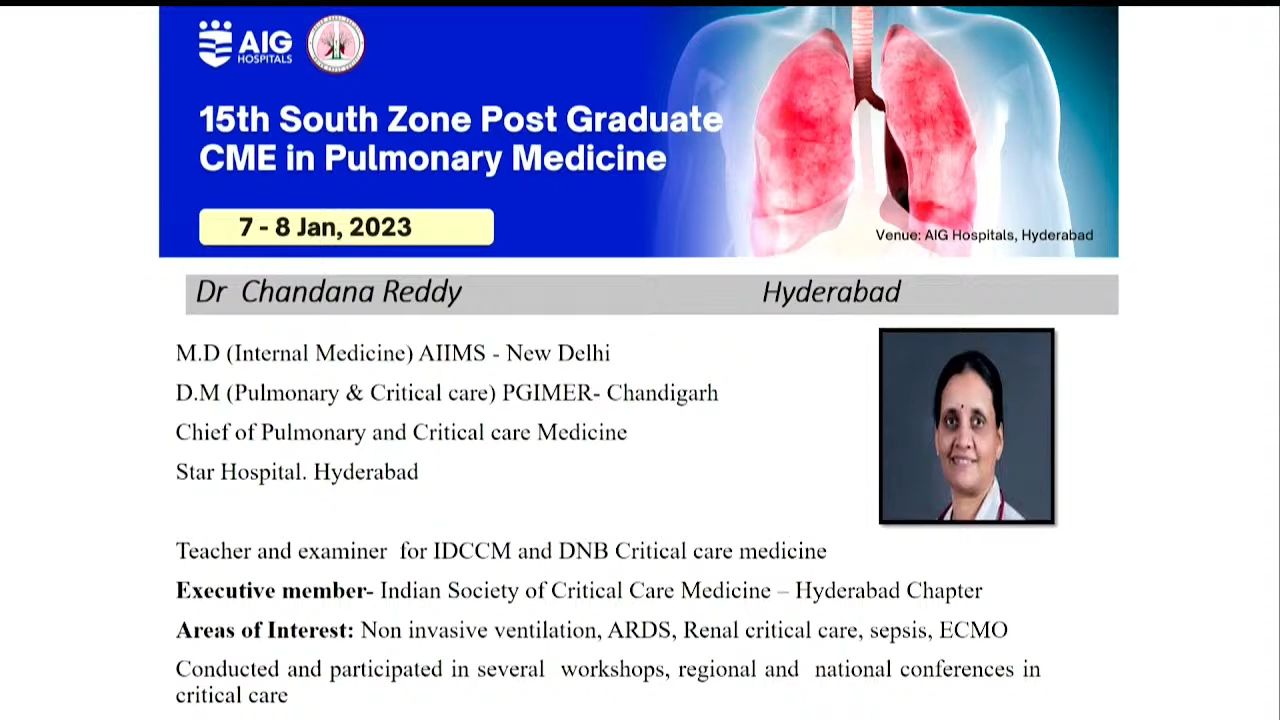 AIG
HOSPITALS
15th South Zone Post Graduate
CME in Pulmonary Medicine
7 - 8 Jan, 2023
Venue: AIG Hospitals, Hyderabad
Dr Chandana Reddy Hyderabad
M.D (Internal Medicine) AIIMS - New Delhi
D.M (Pulmonary & Critical care) PGIMER- Chandigarh
Chief of Pulmonary and Critical care Medicine
Star Hospital. Hyderabad
Teacher and examiner for IDCCM and DNB Critical care medicine
Executive member- Indian Society of Critical Care Medicine – Hyderabad Chapter
Areas of Interest: Non invasive ventilation, ARDS, Renal critical care, sepsis, ECMO
Conducted and participated in several workshops, regional and national conferences in
critical care